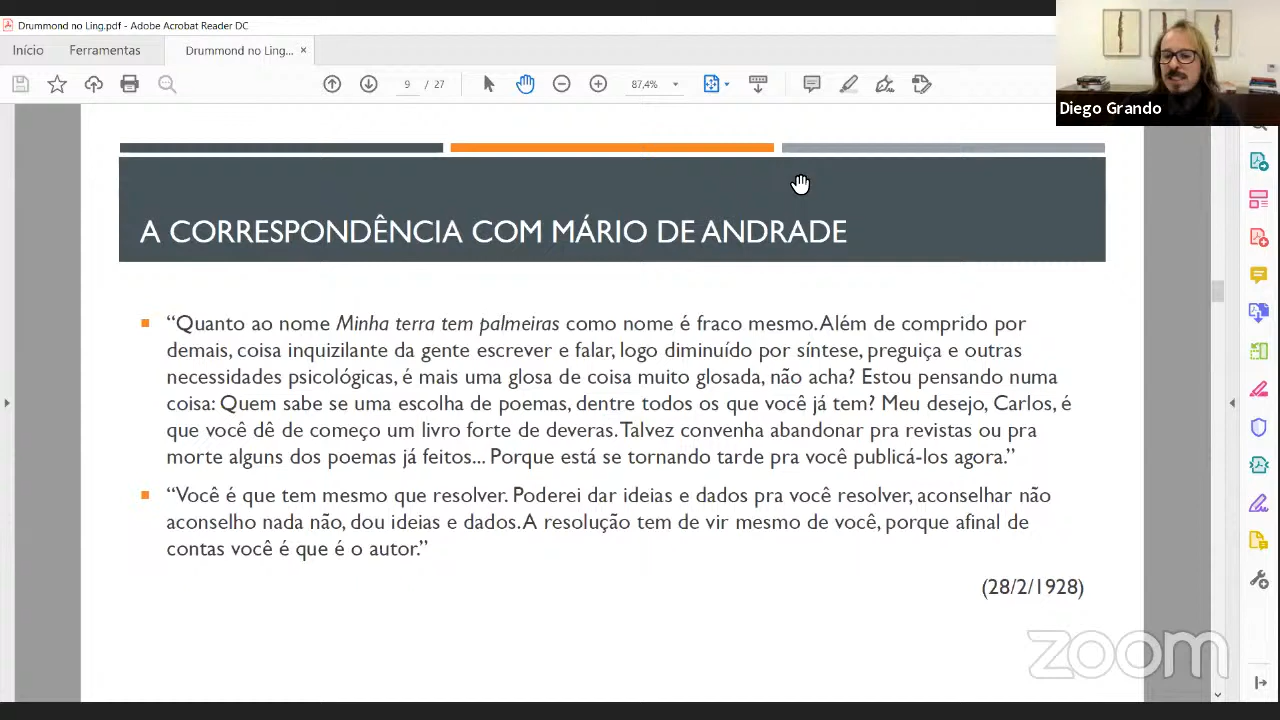 Drummond no Ling.pdf - Adobe Acrobat Reader DC
Início Ferramentas Drummond no Ling... ×
9 / 27 87,4%
Diego Grando
A CORRESPONDÊNCIA COM MÁRIO DE ANDRADE
“Quanto ao nome Minha terra tem palmeiras como nome é fraco mesmo. Além de comprido por
demais, coisa inquizilante da gente escrever e falar, logo diminuído por síntese, preguiça e outras
necessidades psicológicas, é mais uma glosa de coisa muito glosada, não acha? Estou pensando numa
coisa: Quem sabe se uma escolha de poemas, dentre todos os que você já tem? Meu desejo, Carlos, é
que você dê de começo um livro forte de deveras. Talvez convenha abandonar pra revistas ou pra
morte alguns dos poemas já feitos... Porque está se tornando tarde pra você publicá-los agora.”
“Você é que tem mesmo que resolver. Poderei dar ideias e dados pra você resolver, aconselhar não
aconselho nada não, dou ideias e dados. A resolução tem de vir mesmo de você, porque afinal de
contas você é que é o autor.”
(28/2/1928)
zoom